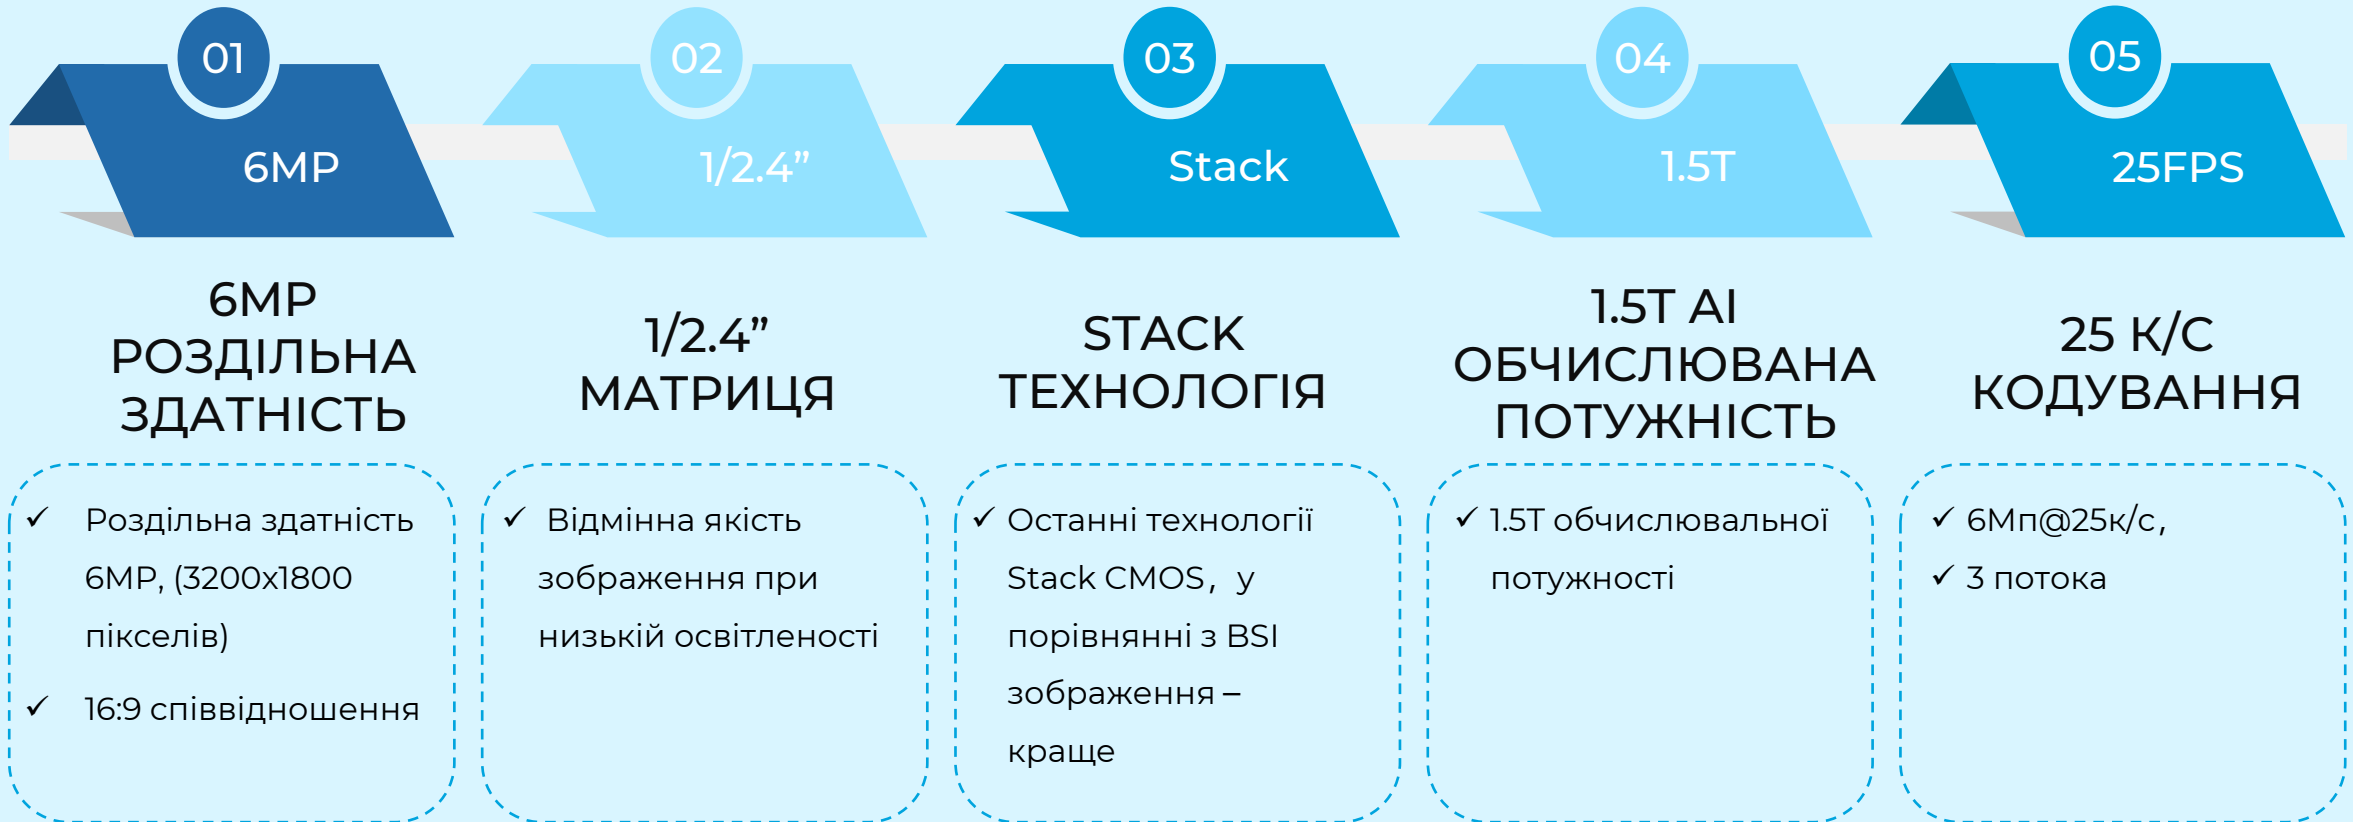 01
6MP
02
1/2.4”
03
Stack
04
1.5T
05
25FPS
6MP
РОЗДІЛЬНА
ЗДАТНІСТЬ
1/2.4”
МАТРИЦЯ
STACK
ТЕХНОЛОГІЯ
1.5T AI
ОБЧИСЛЮВАНА
ПОТУЖНІСТЬ
25 К/С
КОДУВАННЯ
✓ Роздільна здатність
6MP, (3200x1800
пікселів)
✓ 16:9 співвідношення
✓ Відмінна якість
зображення при
низькій освітленості
✓ Останні технології
Stack CMOS，у
порівнянні з BSI
зображення –
краще
✓ 1.5T обчислювальної
потужності
✓ 6Мп@25к/с，
✓ 3 потока